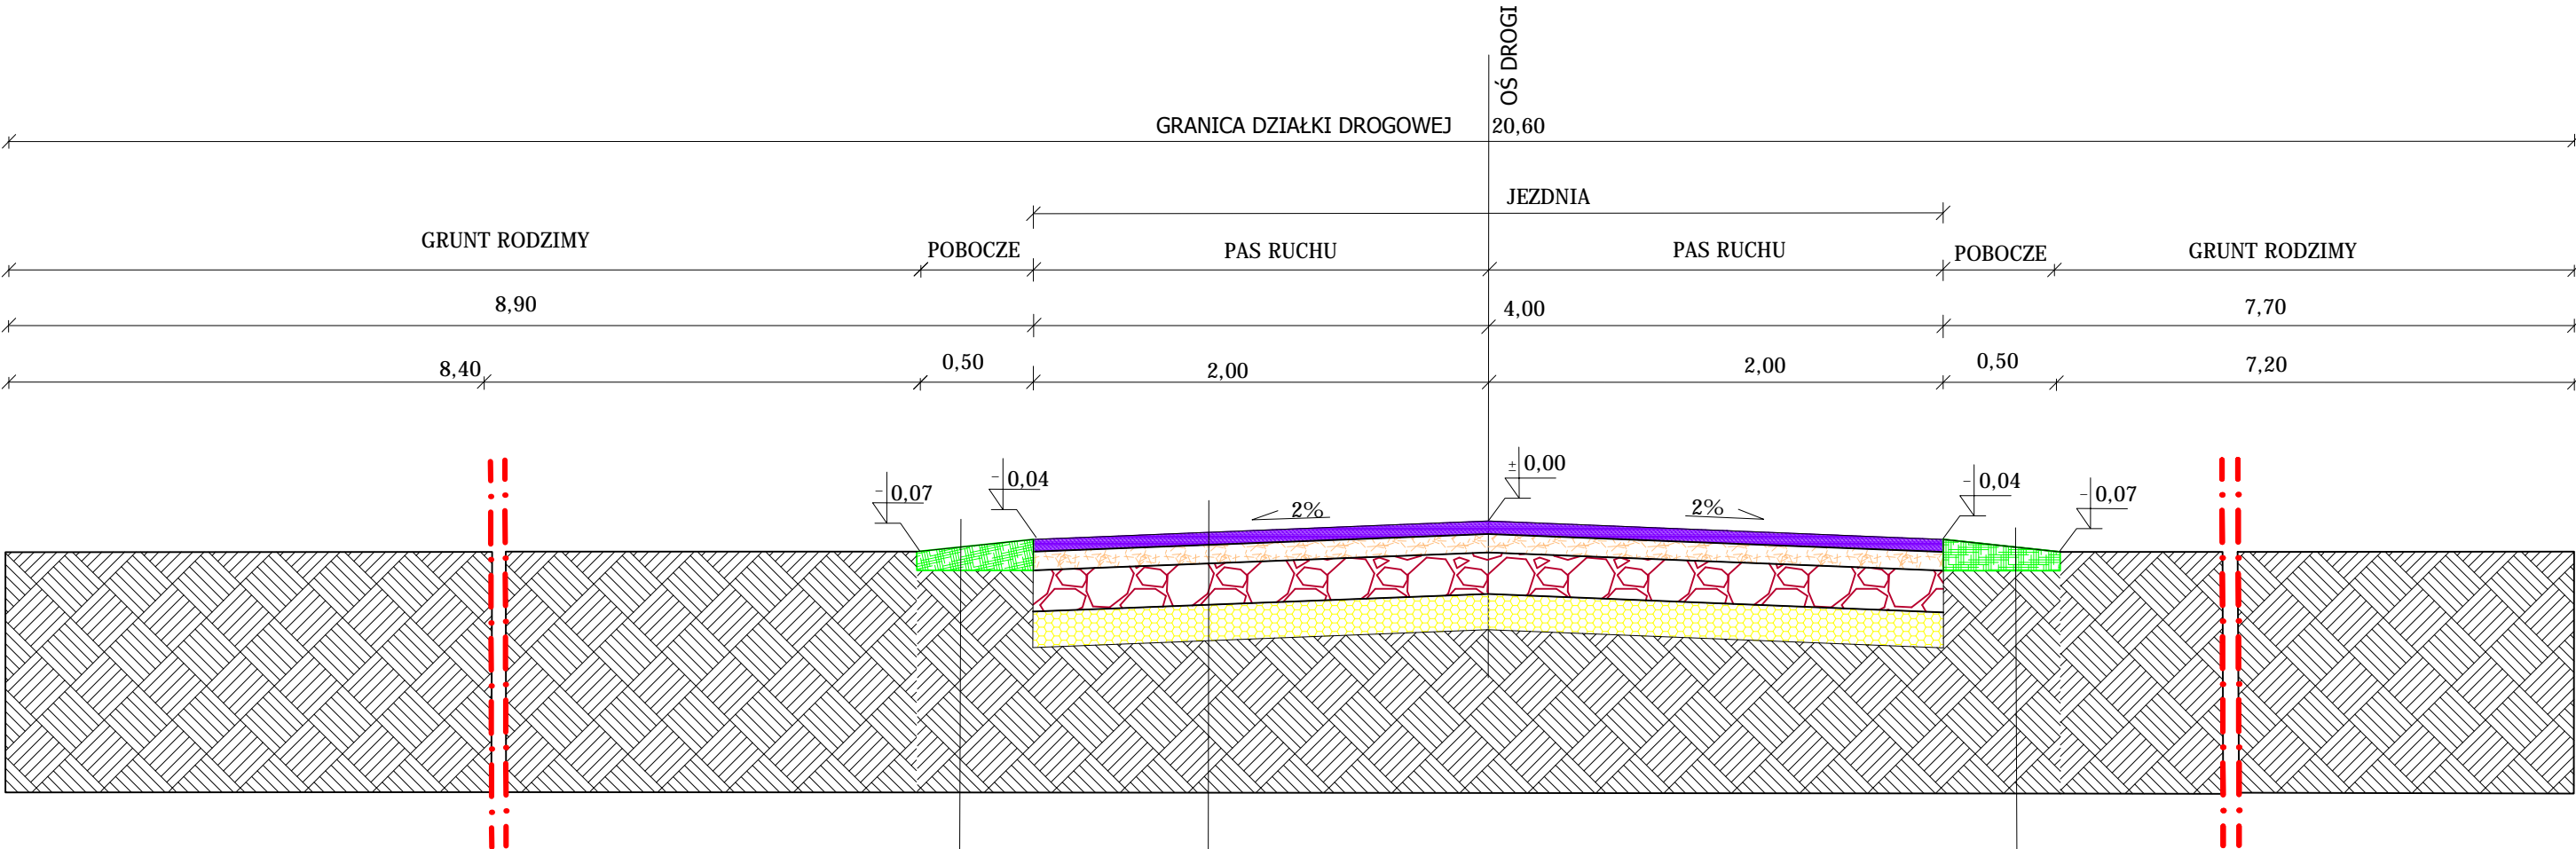 OŚ DROGI
GRANICA DZIAŁKI DROGOWEJ 20,60
JEZDNIA
GRUNT RODZIMY POBOCZE PAS RUCHU PAS RUCHU POBOCZE GRUNT RODZIMY
8,90 4,00 7,70
8,40 0,50 2,00 2,00 0,50 7,20
-0,07 -0,04 ±0,00 -0,04 -0,07
2% 2%